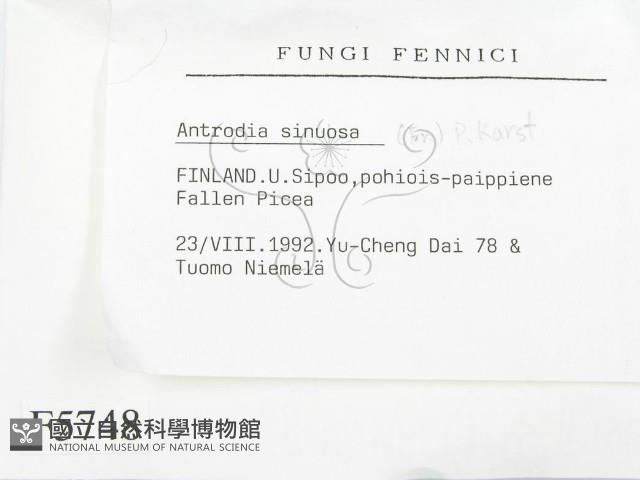 FUNGI FENNICI
Antrodia sinuosa (Fr.) P. Karst
FINLAND.U.Sipoo,pohiois-paippiene
Fallen Picea
23/VIII.1992.Yu-Cheng Dai 78 &
Tuomo Niemelä
F5748
國立自然科學博物館
NATIONAL MUSEUM OF NATURAL SCIENCE